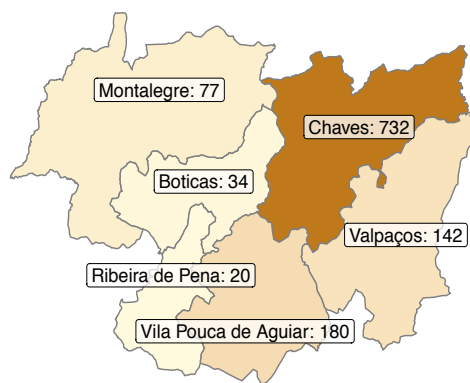 Montalegre: 77
Chaves: 732
Boticas: 34
Valpaços: 142
Ribeira de Pena: 20
Vila Pouca de Aguiar: 180